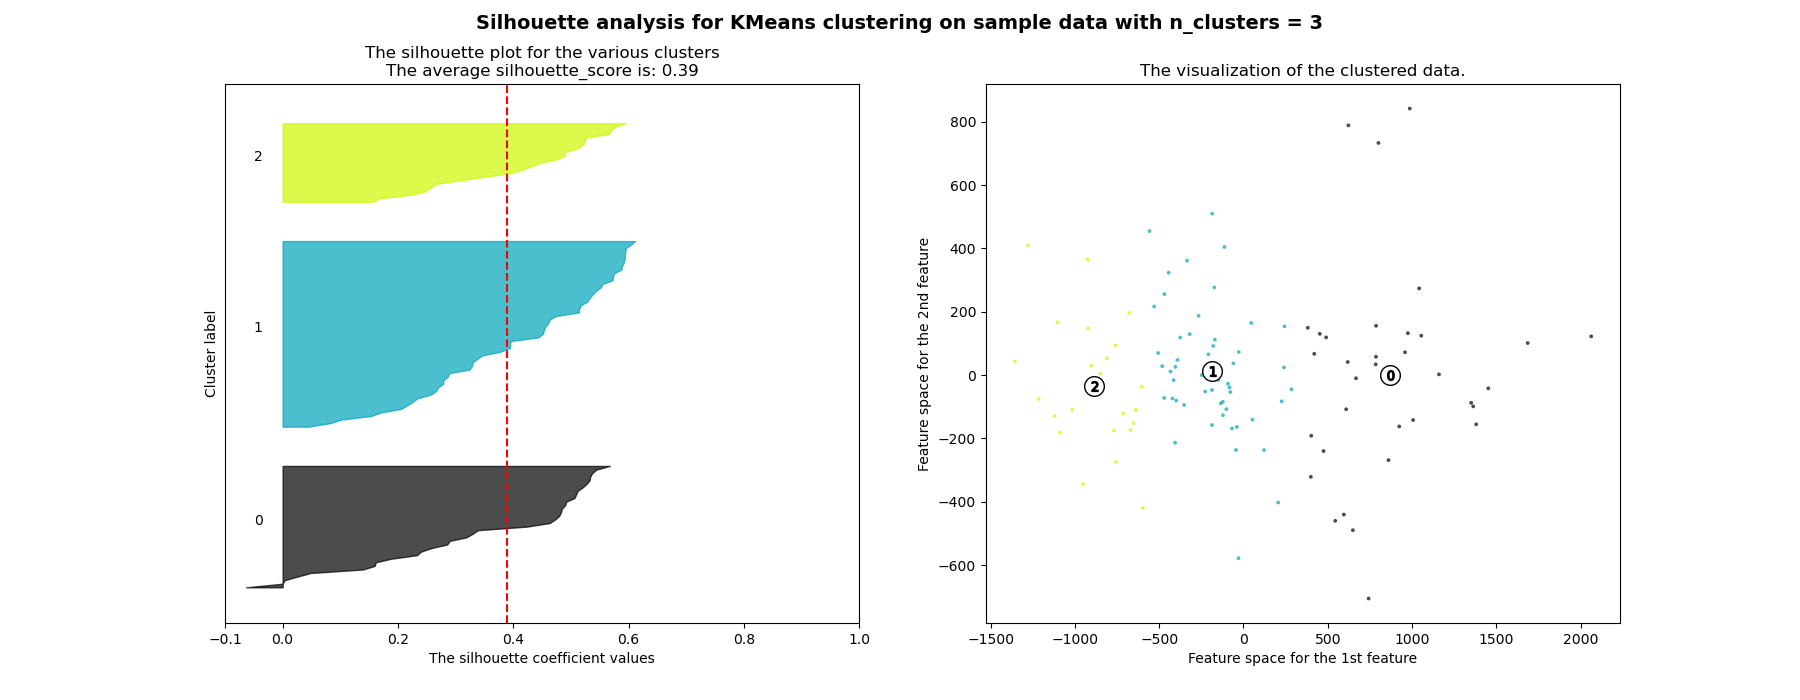 Silhouette analysis for KMeans clustering on sample data with n_clusters = 3
The silhouette plot for the various clusters
The average silhouette_score is: 0.39
2
1
0
Cluster label
−0.1 0.0 0.2 0.4 0.6 0.8 1.0
The silhouette coefficient values
The visualization of the clustered data.
800
600
400
200
0
−200
−400
−600
Feature space for the 2nd feature
2 1 0
−1500 −1000 −500 0 500 1000 1500 2000
Feature space for the 1st feature